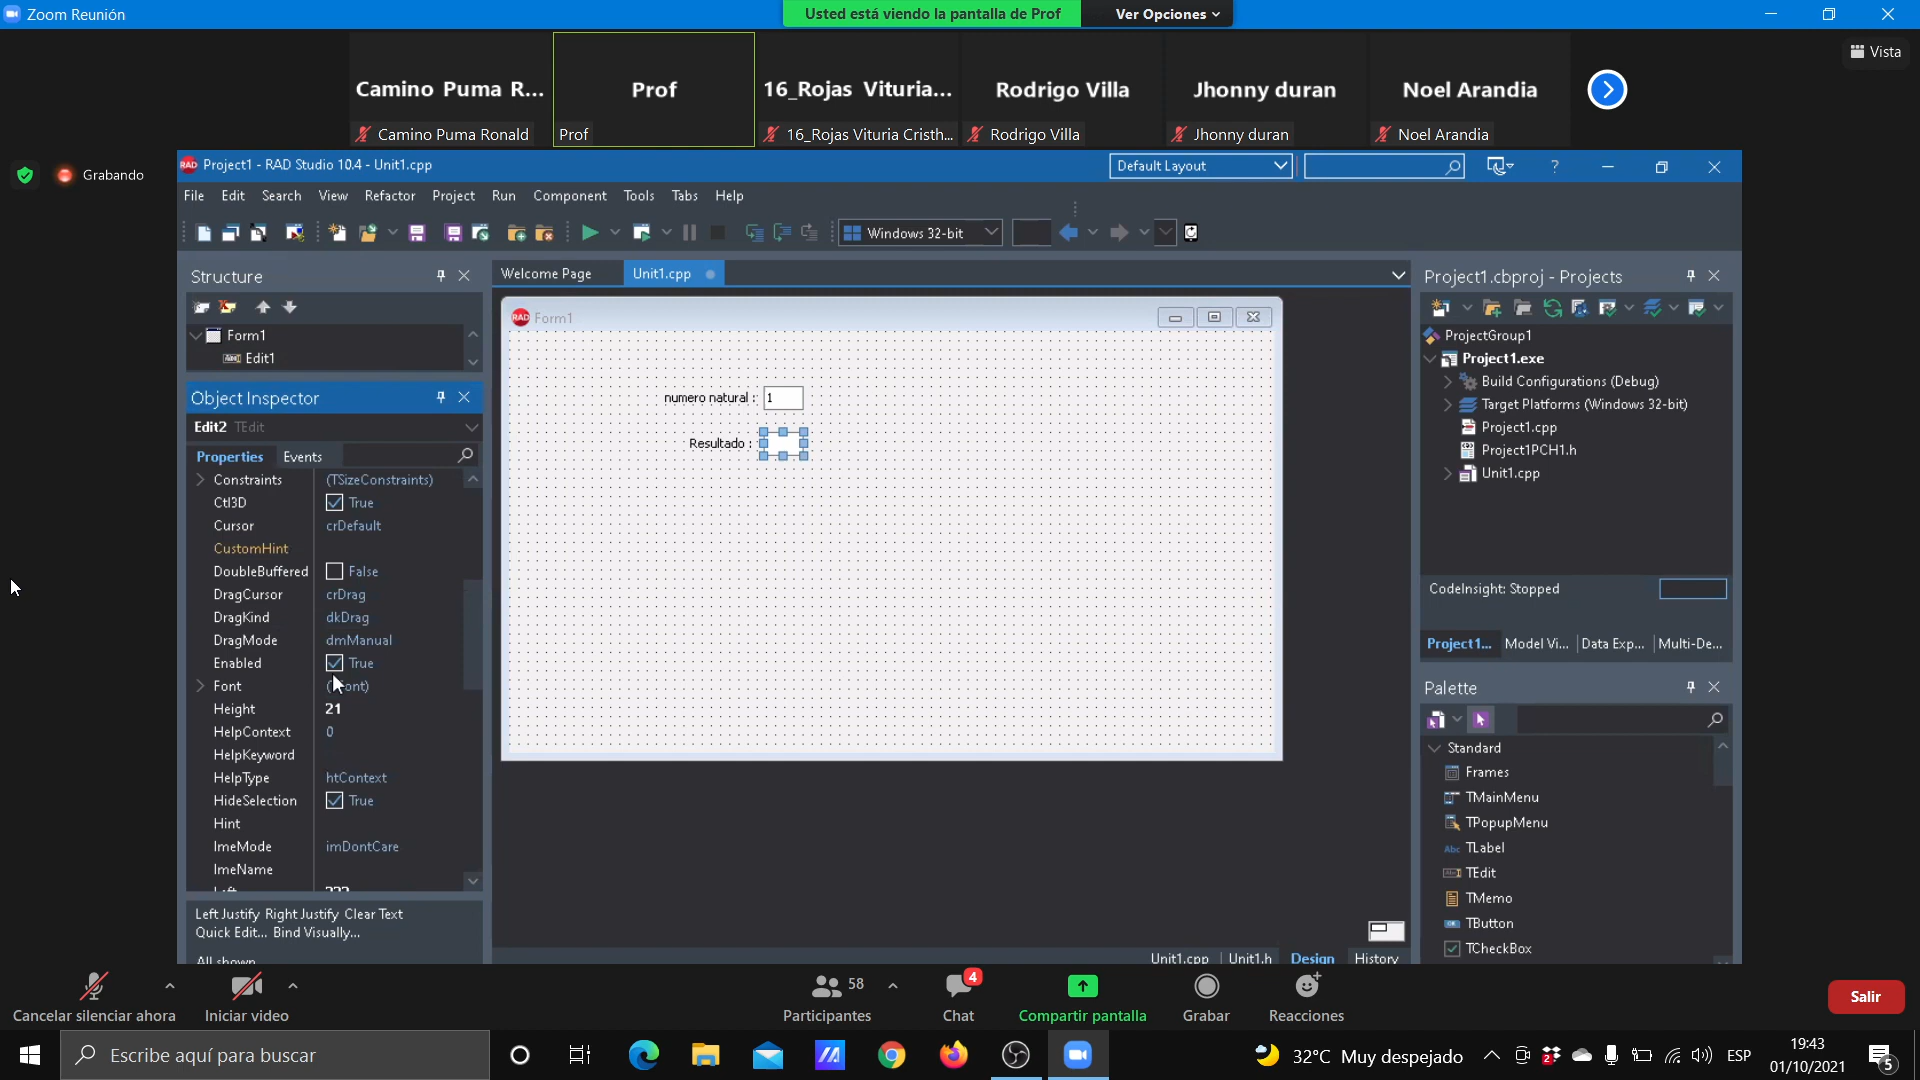 Zoom Reunión
Usted está viendo la pantalla de Prof
Ver Opciones
Vista
Camino Puma R...
Prof
16_Rojas Vituria...
Rodrigo Villa
Jhonny duran
Noel Arandia
Camino Puma Ronald
Prof
16_Rojas Vituria Cristh...
Rodrigo Villa
Jhonny duran
Noel Arandia
Grabando
RAD Project1 - RAD Studio 10.4 - Unit1.cpp
Default Layout
?
File Edit Search View Refactor Project Run Component Tools Tabs Help
Windows 32-bit
Structure
Form1
Edit1
Object Inspector
Edit2 TEdit
Properties Events
Constraints (TSizeConstraints)
Ctl3D True
Cursor crDefault
CustomHint
DoubleBuffered False
DragCursor crDrag
DragKind dkDrag
DragMode dmManual
Enabled True
Font
Height 21
HelpContext 0
HelpKeyword
HelpType htContext
HideSelection True
Hint
ImeMode imDontCare
ImeName
Left
Left Justify Right Justify Clear Text
Quick Edit... Bind Visually...
All shown
Welcome Page
Unit1.cpp
RAD Form1
numero natural : 1
Resultado :
Unit1.cpp Unit1.h Design History
Project1.cbproj - Projects
ProjectGroup1
Project1.exe
Build Configurations (Debug)
Target Platforms (Windows 32-bit)
Project1.cpp
Project1PCH1.h
Unit1.cpp
CodeInsight: Stopped
Project1... Model Vi... Data Exp... Multi-De...
Palette
Standard
Frames
TMainMenu
TPopupMenu
Abc TLabel
TEdit
TMemo
TButton
TCheckBox
Cancelar silenciar ahora
Iniciar video
58
Participantes
4
Chat
Compartir pantalla
Grabar
Reacciones
Salir
Escribe aquí para buscar
32°C Muy despejado
2
ESP
19:43
01/10/2021
5